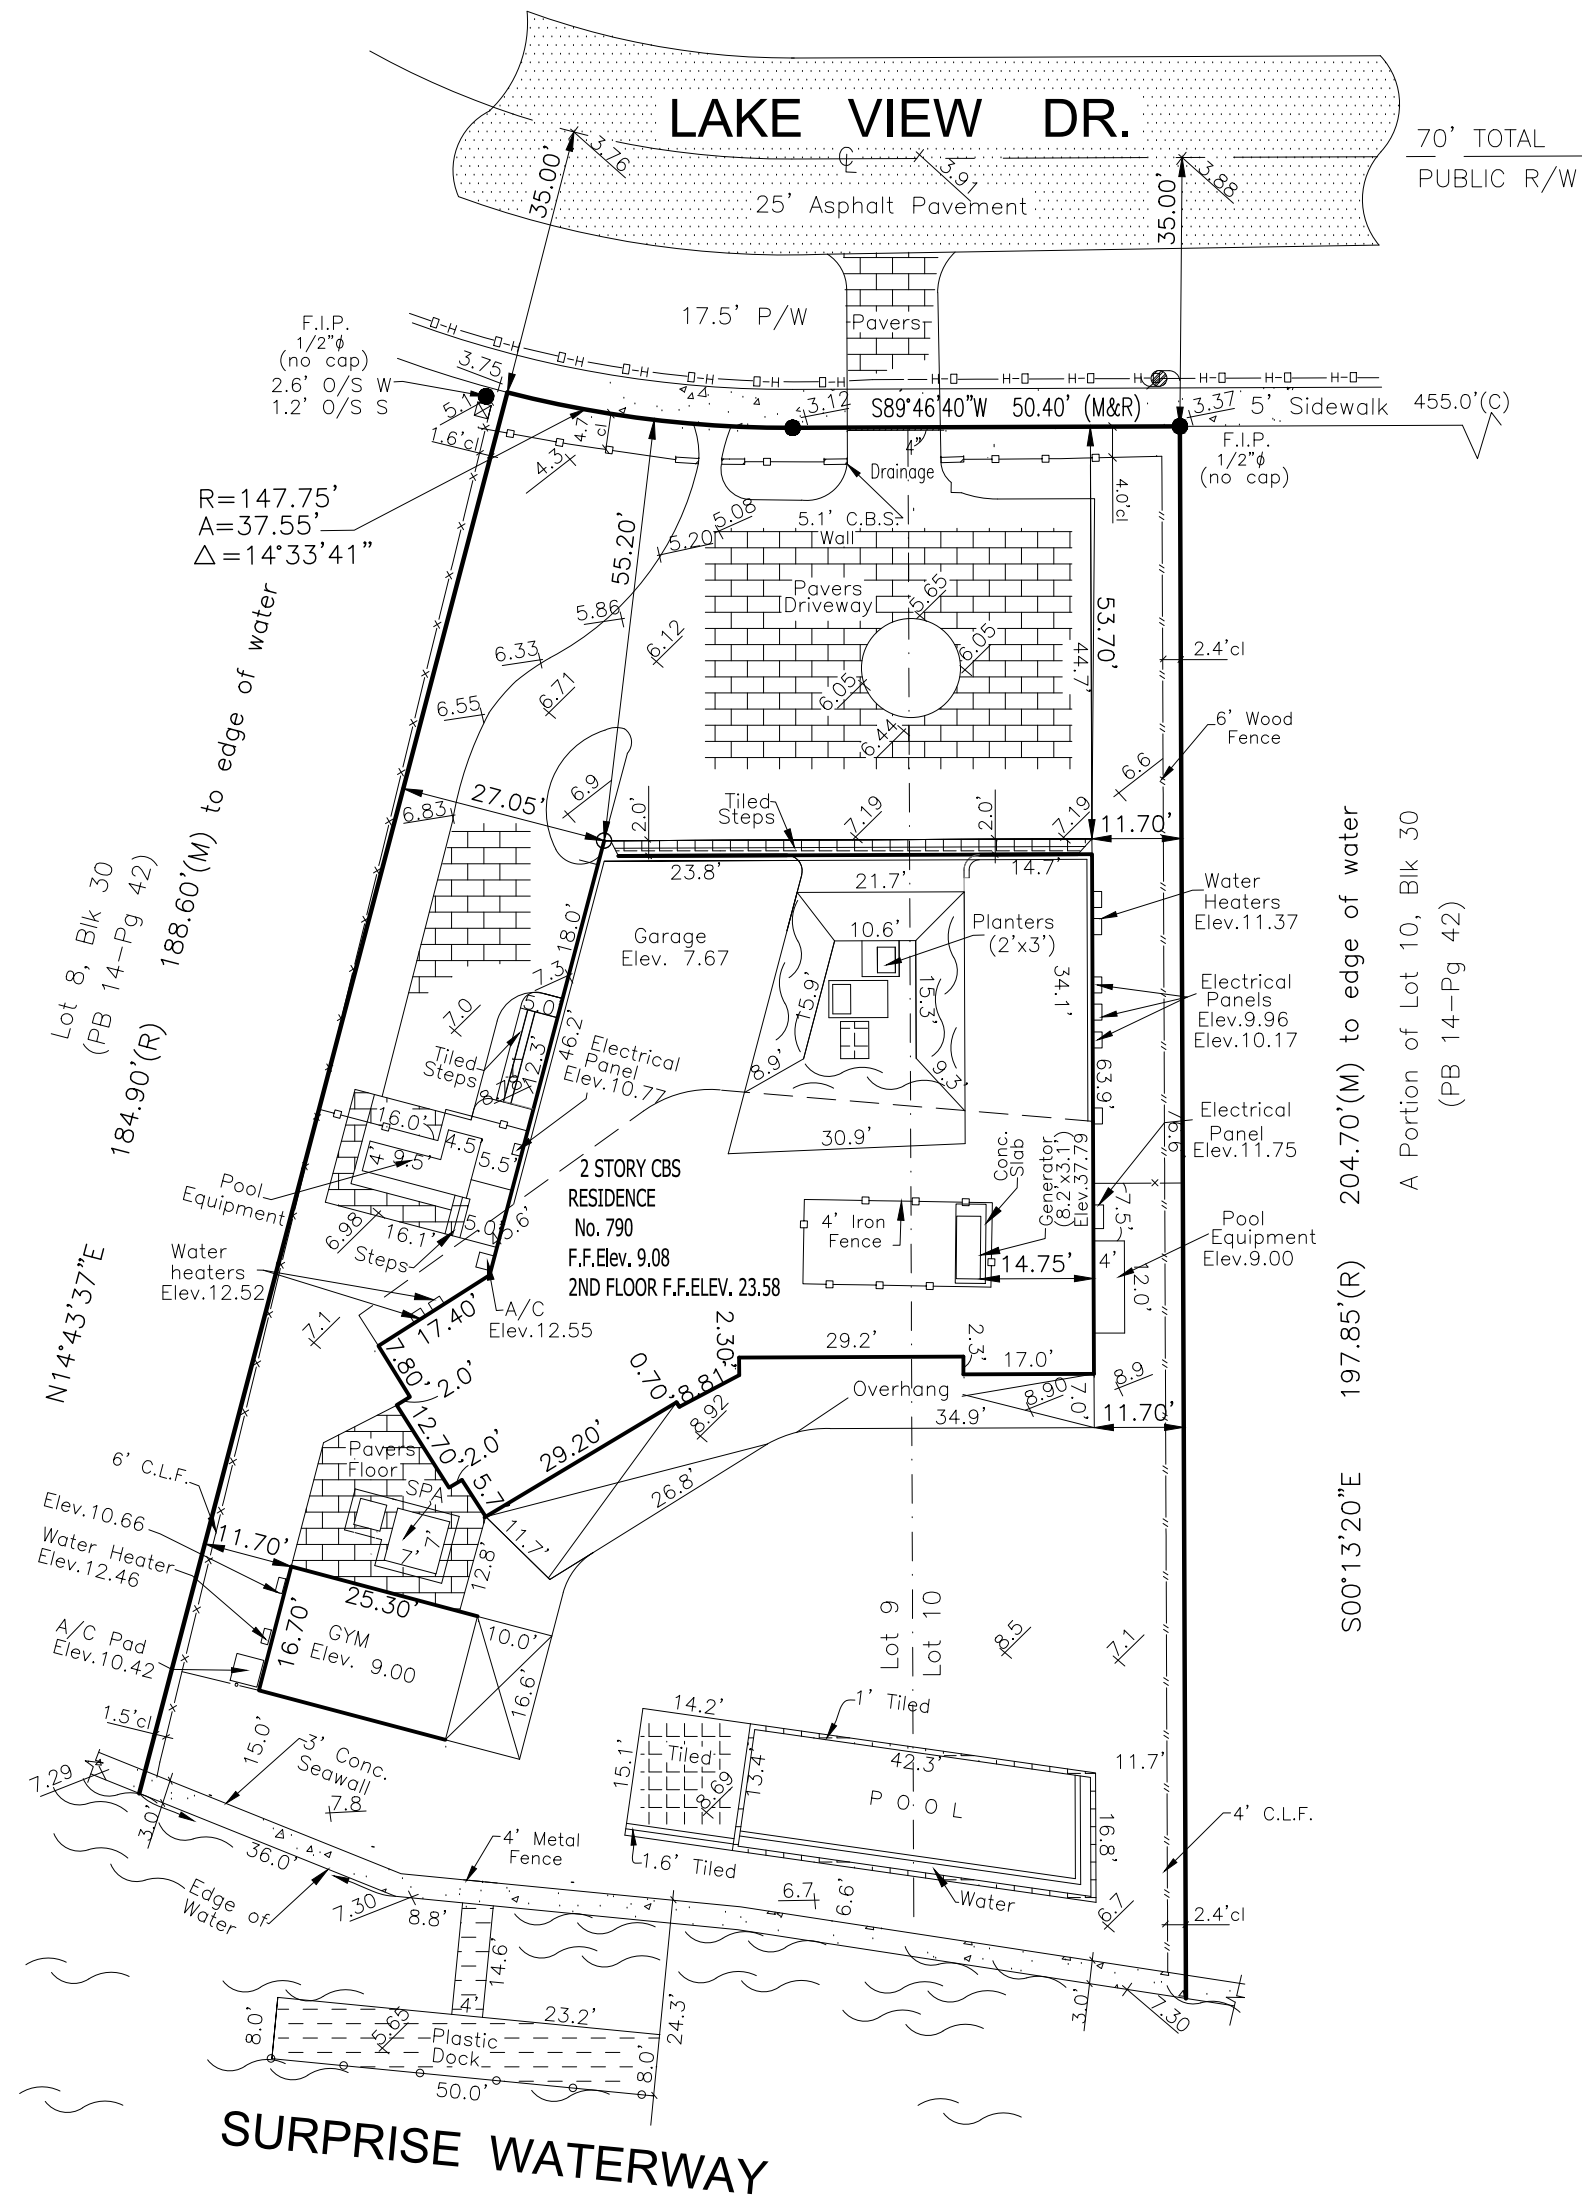 LAKE VIEW DR.
70' TOTAL
PUBLIC R/W
3.76
3.91
3.88
35.00'
25' Asphalt Pavement
35.00'
17.5' P/W
Pavers
F.I.P.
1/2"ϕ
(no cap)
2.6' O/S W
1.2' O/S S
3.75
H
3.12
S89°46'40"W 50.40' (M&R)
3.37
5' Sidewalk
455.0'(C)
F.I.P.
1/2"ϕ
(no cap)
1.6'cl
4.7'
cl
4.3
4"
Drainage
4.0'cl
R=147.75'
A=37.55'
△=14°33'41"
55.20'
5.08
5.20
5.1' C.B.S.
Wall
5.86
6.12
Pavers
Driveway
5.65
6.05
6.05
6.44
53.70'
44.7'
2.4'cl
6.33
6.71
6.55
6' Wood
Fence
6.6
6.9
27.05'
6.83
2.0'
Tiled
Steps
7.19
2.0'
7.19
11.70'
23.8'
21.7'
14.7'
Lot 8, Blk 30
(PB 14-Pg 42)
188.60'(M) to edge of water
184.90'(R)
N14°43'37"E
18.0'
Garage
Elev. 7.67
10.6'
Planters
(2'x3')
Water
Heaters
Elev.11.37
7.3
5.0'
7.0
15.9'
15.3'
34.1'
Electrical
Panels
Elev.9.96
Elev.10.17
Tiled
Steps
12.3'
46.2'
Electrical
Panel
Elev.10.77
8.9'
9.3'
63.9'
16.0'
4.5'
5.5'
9.5'
4'
30.9'
Electrical
Panel
Elev.11.75
Pool
Equipment
6.98
16.1'
5.0'
Steps
2 STORY CBS
RESIDENCE
No. 790
F.F.Elev. 9.08
2ND FLOOR F.F.ELEV. 23.58
4' Iron
Fence
Conc.
Slab
Generator
(8.2'x3.1')
Elev.37.79
14.75'
7.5'
4'
12.0'
Pool
Equipment
Elev.9.00
Water
heaters
Elev.12.52
7.1
17.40'
A/C
Elev.12.55
7.80'
2.0'
12.70'
2.0'
5.7
29.20'
0.70'
8.81'
2.30'
29.2'
2.3'
17.0'
Overhang
8.92
8.90
8.9
7.0'
34.9'
11.70'
26.8'
11.7'
204.70'(M) to edge of water
197.85'(R)
S00°13'20"E
A Portion of Lot 10, Blk 30
(PB 14-Pg 42)
6' C.L.F.
Elev.10.66
Water Heater
Elev.12.46
A/C Pad
Elev.10.42
Pavers
Floor
SPA
7'
7'
12.8'
11.70'
25.30'
16.70'
GYM
Elev. 9.00
10.0'
16.6'
1.5'cl
15.0'
3' Conc.
Seawall
7.8
7.29
3.0'
36.0'
Edge of
Water
7.30
8.8'
4' Metal
Fence
Lot 9
Lot 10
8.5
7.1
14.2'
1' Tiled
15.1'
Tiled
8.69
13.4'
42.3'
POOL
11.7'
16.8'
4' C.L.F.
1.6' Tiled
Water
6.7
6.6'
6.7
2.4'cl
3.0'
7.30
14.6'
4'
23.2'
24.3'
8.0'
5.65
Plastic
Dock
8.0'
50.0'
SURPRISE WATERWAY